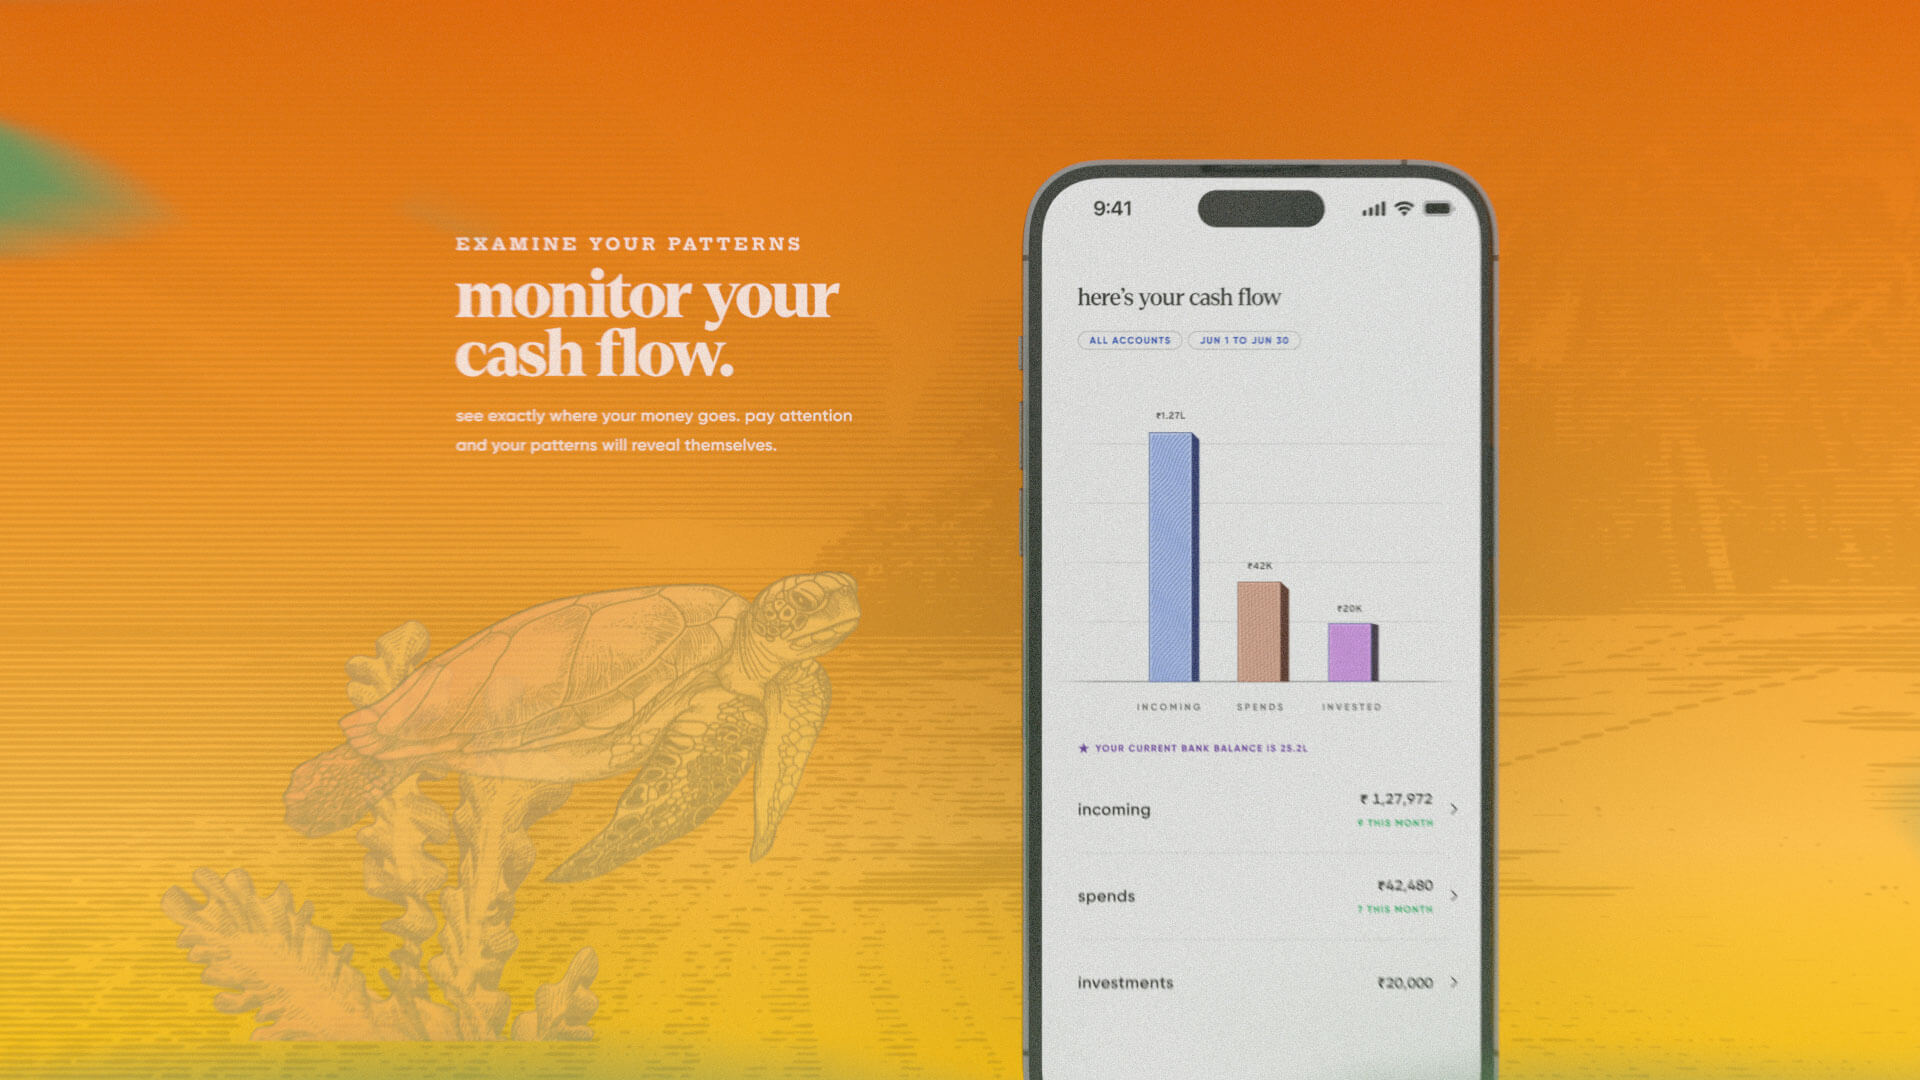 EXAMINE YOUR PATTERNS
monitor your
cash flow.
see exactly where your money goes. pay attention
and your patterns will reveal themselves.
9:41
here's your cash flow
ALL ACCOUNTS JUN 1 TO JUN 30
₹1.27L
₹42K
₹20K
INCOMING SPENDS INVESTED
★ YOUR CURRENT BANK BALANCE IS 25.2L
incoming ₹ 1,27,972
9 THIS MONTH
spends ₹42,480
7 THIS MONTH
investments ₹20,000